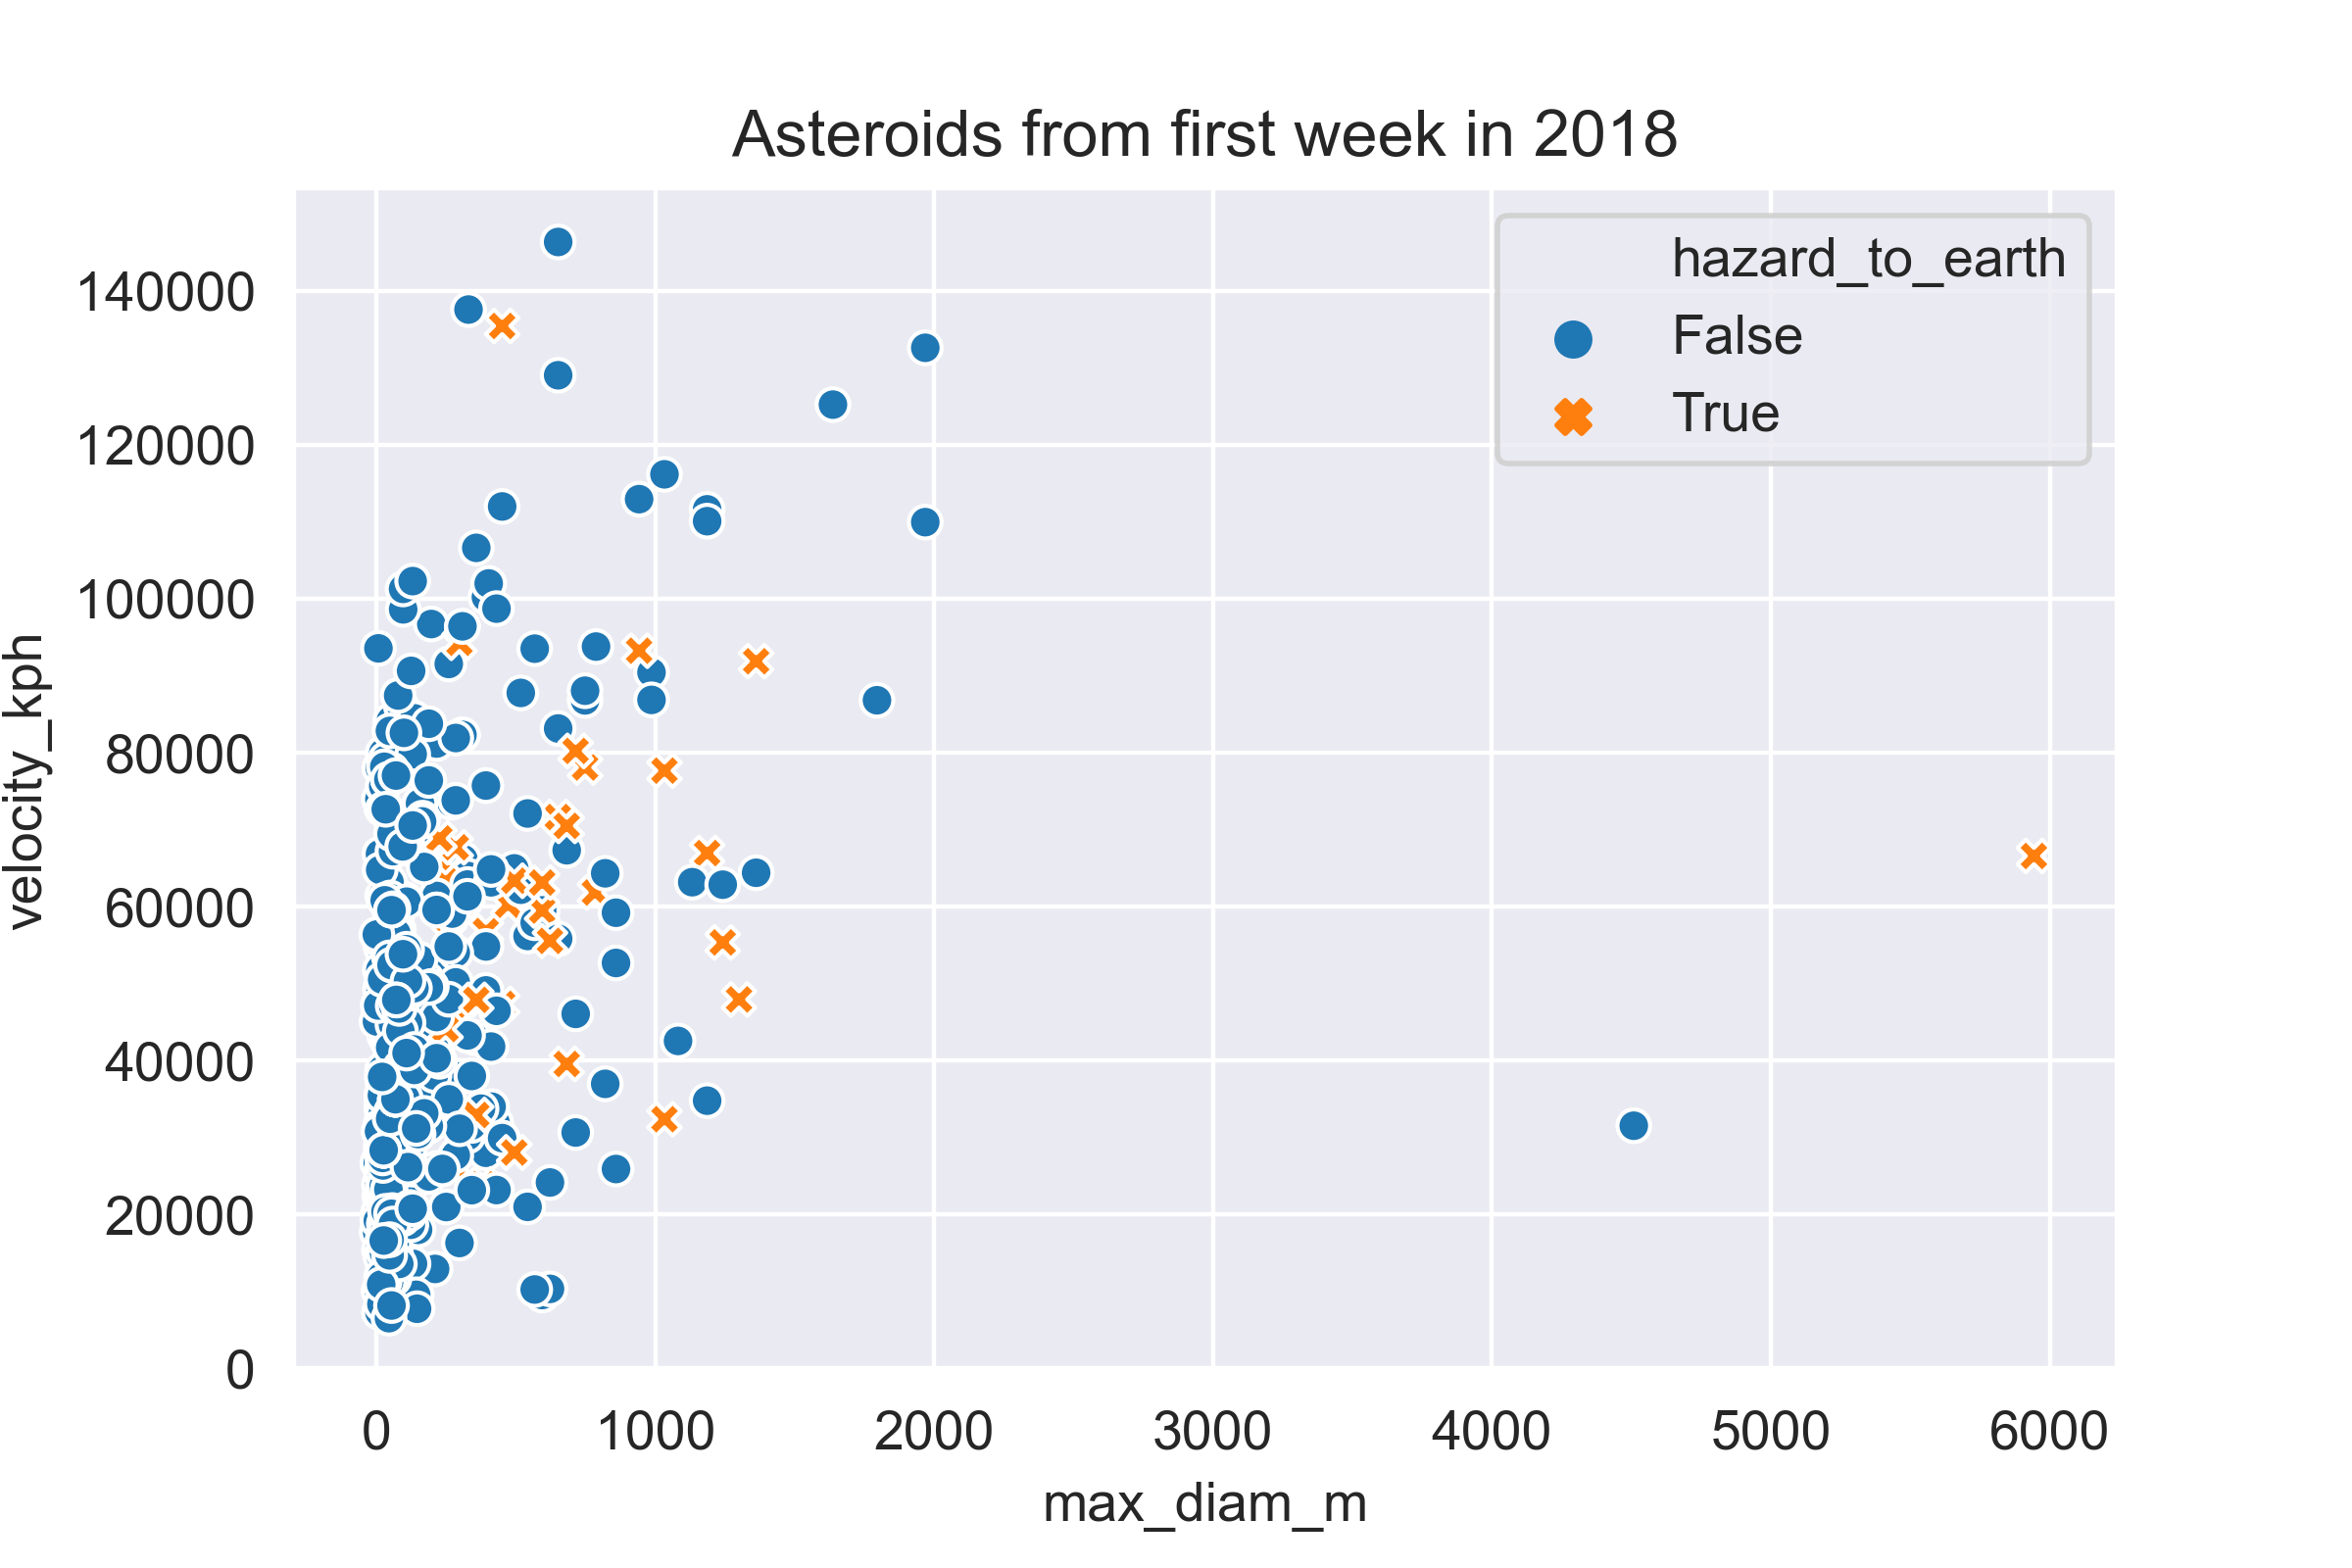 Asteroids from first week in 2018
hazard_to_earth
False
True
velocity_kph
140000
120000
100000
80000
60000
40000
20000
0
0 1000 2000 3000 4000 5000 6000
max_diam_m